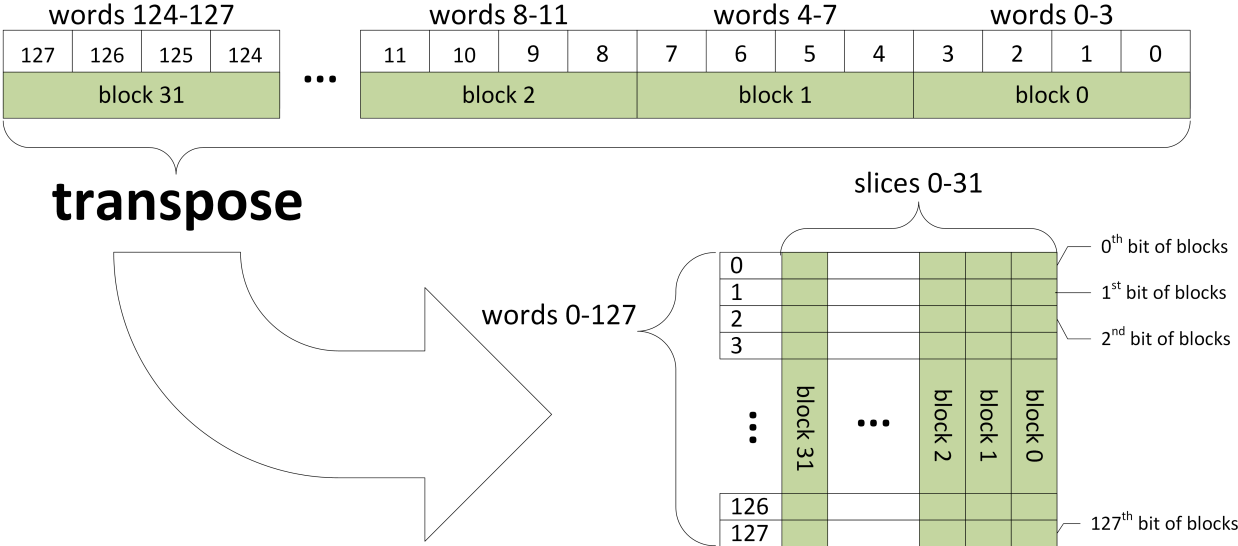 words 124-127 words 8-11 words 4-7 words 0-3
127 126 125 124 ... 11 10 9 8 7 6 5 4 3 2 1 0
block 31 block 2 block 1 block 0
transpose
slices 0-31
words 0-127
0
1
2
3
...
126
127
block 31 ... block 2 block 1 block 0
0th bit of blocks
1st bit of blocks
2nd bit of blocks
127th bit of blocks